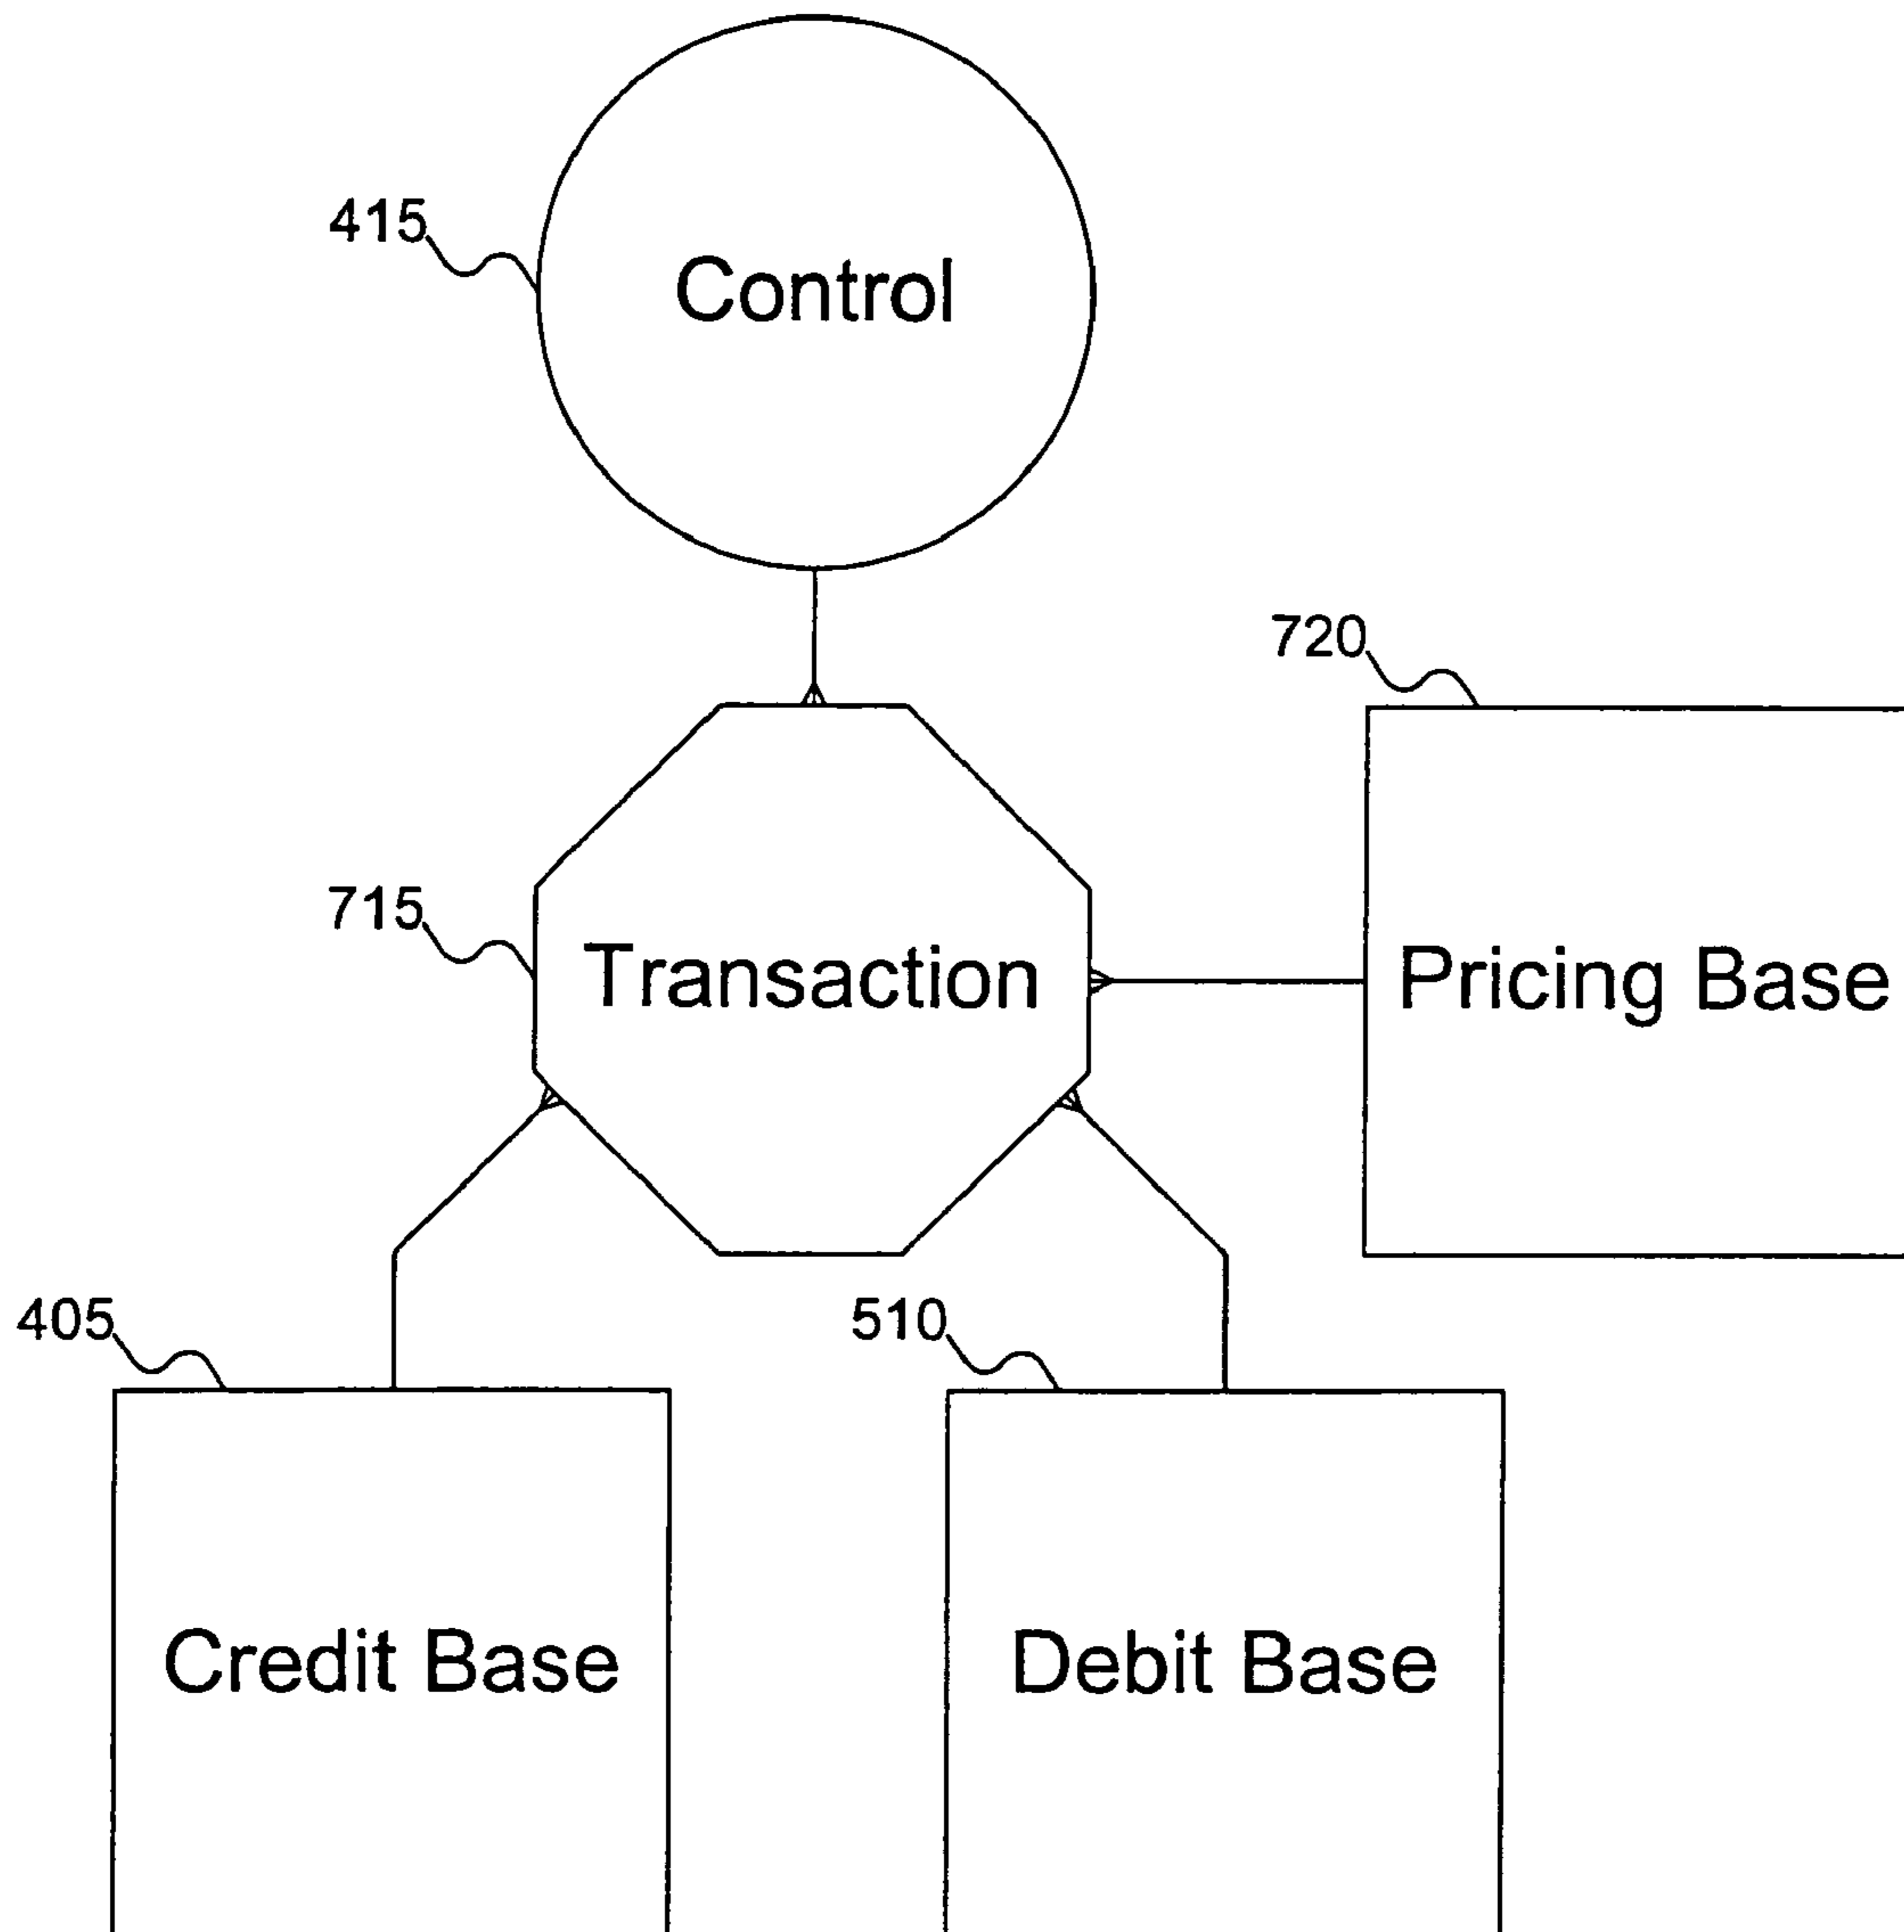 415
Control
720
715
Transaction
Pricing Base
405
510
Credit Base
Debit Base